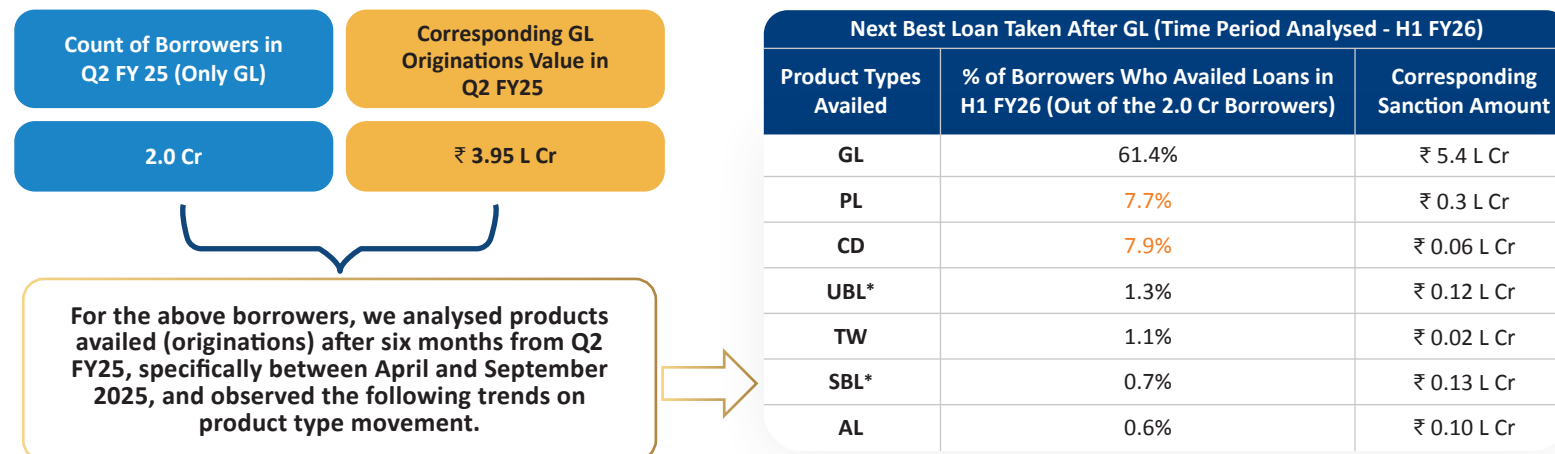 Count of Borrowers in
Q2 FY 25 (Only GL)
Corresponding GL
Originations Value in
Q2 FY25
2.0 Cr
₹ 3.95 L Cr
For the above borrowers, we analysed products
availed (originations) after six months from Q2
FY25, specifically between April and September
2025, and observed the following trends on
product type movement.
Next Best Loan Taken After GL (Time Period Analysed - H1 FY26)
Product Types
Availed
% of Borrowers Who Availed Loans in
H1 FY26 (Out of the 2.0 Cr Borrowers)
Corresponding
Sanction Amount
GL 61.4% ₹ 5.4 L Cr
PL 7.7% ₹ 0.3 L Cr
CD 7.9% ₹ 0.06 L Cr
UBL* 1.3% ₹ 0.12 L Cr
TW 1.1% ₹ 0.02 L Cr
SBL* 0.7% ₹ 0.13 L Cr
AL 0.6% ₹ 0.10 L Cr